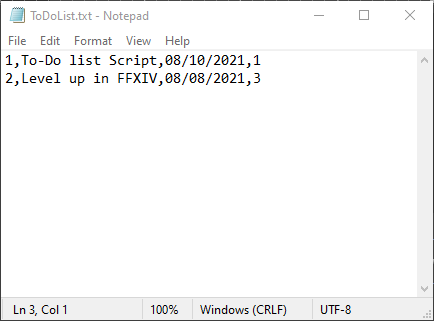 ToDoList.txt - Notepad
File Edit Format View Help
1,To-Do list Script,08/10/2021,1
2,Level up in FFXIV,08/08/2021,3
Ln 3, Col 1 100% Windows (CRLF) UTF-8